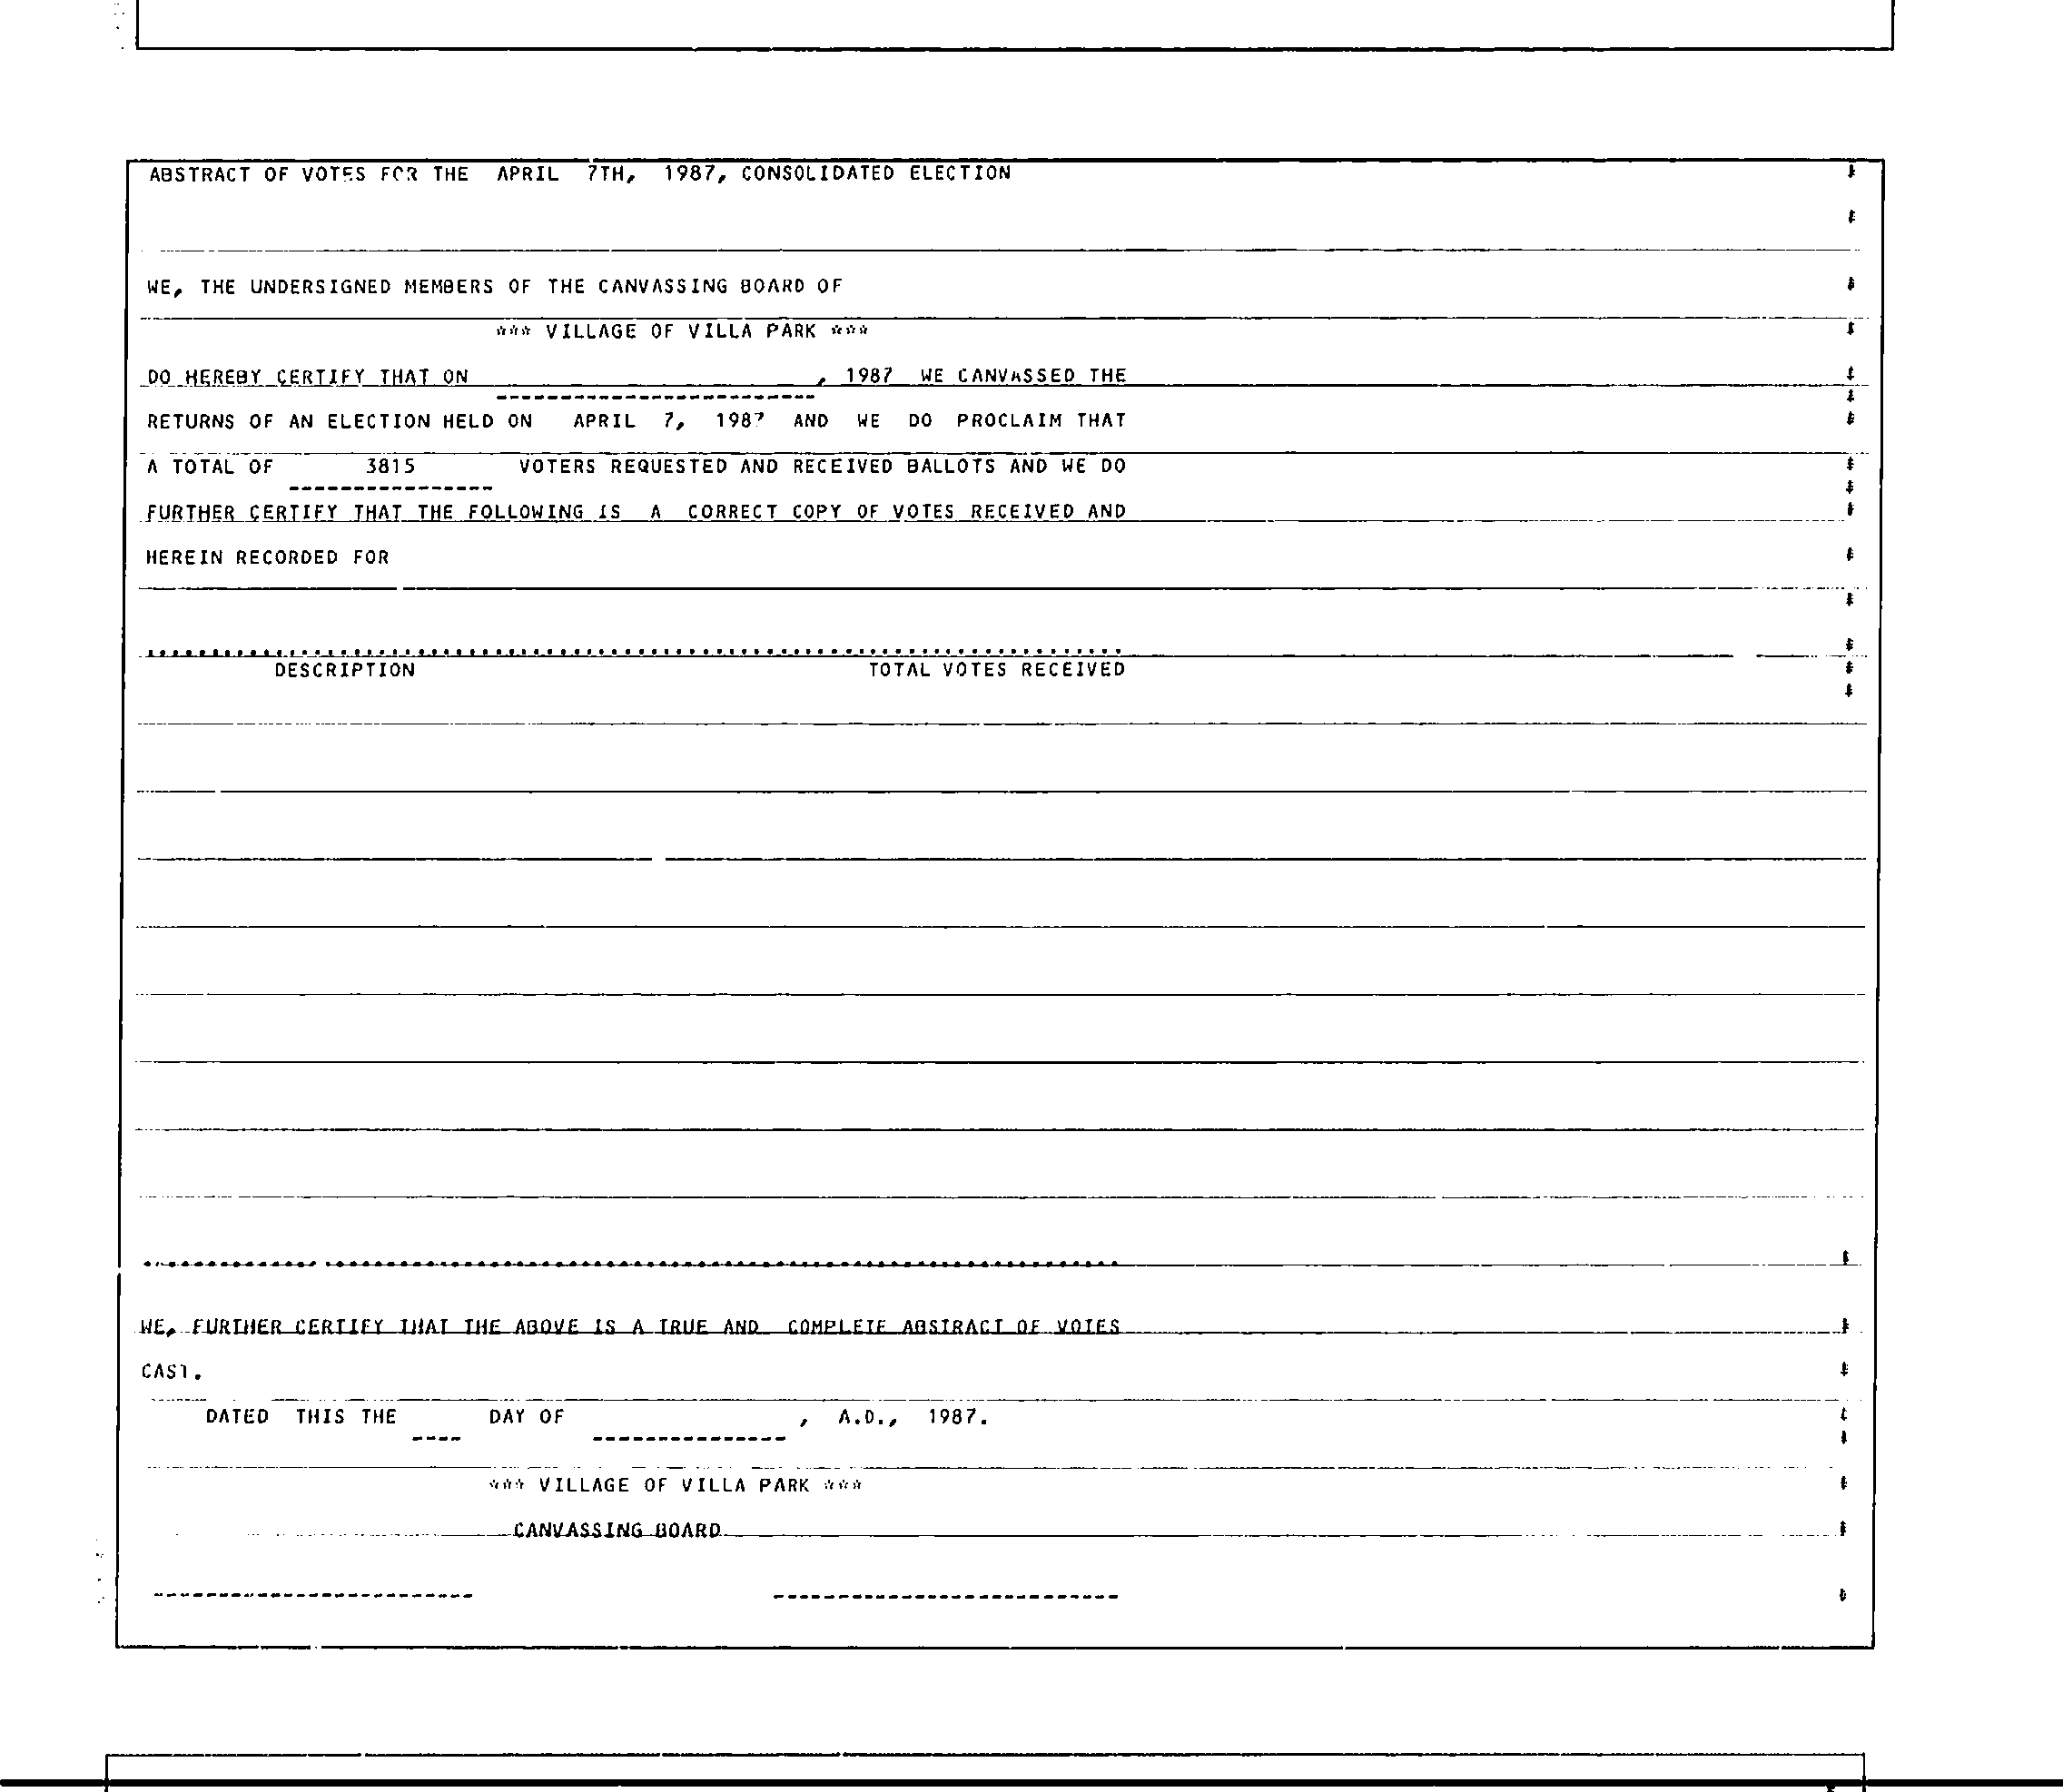 ABSTRACT OF VOTES FOR THE APRIL 7TH, 1987, CONSOLIDATED ELECTION
WE, THE UNDERSIGNED MEMBERS OF THE CANVASSING BOARD OF
*** VILLAGE OF VILLA PARK ***
DO HEREBY CERTIFY THAT ON , 1987 WE CANVASSED THE
RETURNS OF AN ELECTION HELD ON APRIL 7, 1987 AND WE DO PROCLAIM THAT
A TOTAL OF 3815 VOTERS REQUESTED AND RECEIVED BALLOTS AND WE DO
FURTHER CERTIFY THAT THE FOLLOWING IS A CORRECT COPY OF VOTES RECEIVED AND
HEREIN RECORDED FOR
DESCRIPTION TOTAL VOTES RECEIVED
WE, FURTHER CERTIFY THAT THE ABOVE IS A TRUE AND COMPLETE ABSTRACT OF VOTES
CAST.
DATED THIS THE DAY OF , A.D., 1987.
*** VILLAGE OF VILLA PARK ***
CANVASSING BOARD